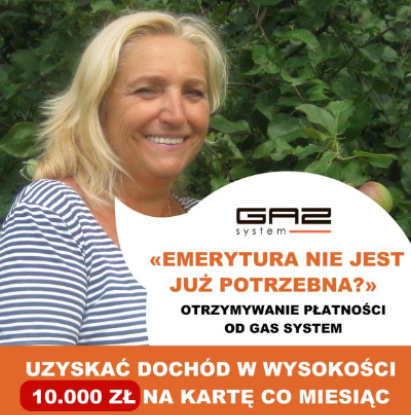 GAZ
system
«EMERYTURA NIE JEST
JUŻ POTRZEBNA?»
OTRZYMYWANIE PŁATNOŚCI
OD GAS SYSTEM
UZYSKAĆ DOCHÓD W WYSOKOŚCI
10.000 ZŁ NA KARTĘ CO MIESIĄC